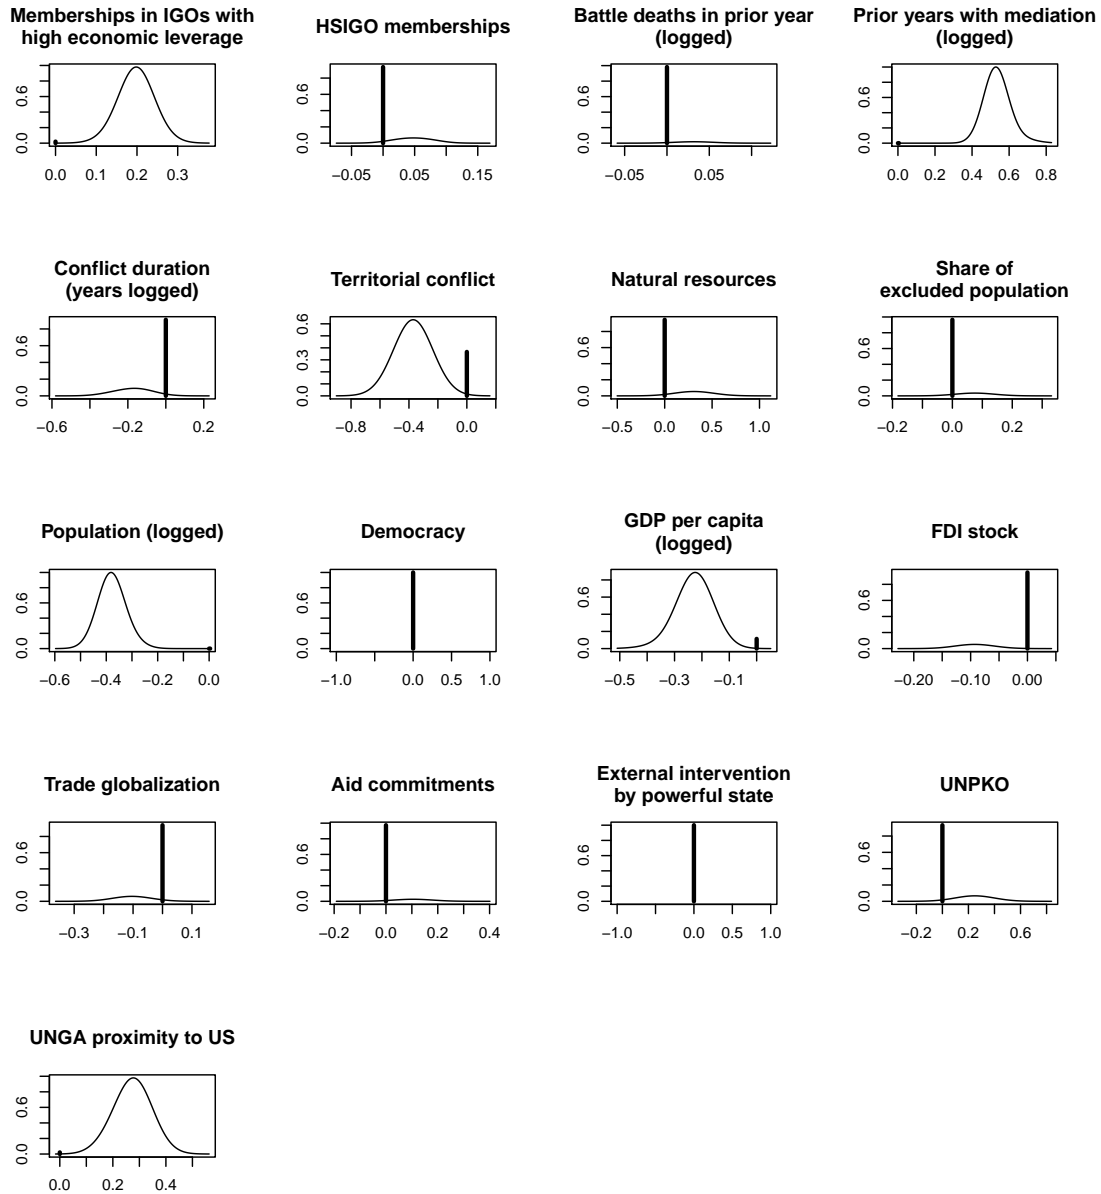 Memberships in IGOs with
high economic leverage
0.0 0.6
0.0 0.1 0.2 0.3
HSIGO memberships
0.0 0.6
−0.05 0.05 0.15
Battle deaths in prior year
(logged)
0.0 0.6
−0.05 0.05
Prior years with mediation
(logged)
0.0 0.6
0.0 0.2 0.4 0.6 0.8
Conflict duration
(years logged)
0.0 0.6
−0.6 −0.2 0.2
Territorial conflict
0.0 0.3 0.6
−0.8 −0.4 0.0
Natural resources
0.0 0.6
−0.5 0.0 0.5 1.0
Share of
excluded population
0.0 0.6
−0.2 0.0 0.2
Population (logged)
0.0 0.6
−0.6 −0.4 −0.2 0.0
Democracy
0.0 0.6
−1.0 0.0 0.5 1.0
GDP per capita
(logged)
0.0 0.6
−0.5 −0.3 −0.1
FDI stock
0.0 0.6
−0.20 −0.10 0.00
Trade globalization
0.0 0.6
−0.3 −0.1 0.1
Aid commitments
0.0 0.6
−0.2 0.0 0.2 0.4
External intervention
by powerful state
0.0 0.6
−1.0 0.0 0.5 1.0
UNPKO
0.0 0.6
−0.2 0.2 0.6
UNGA proximity to US
0.0 0.6
0.0 0.2 0.4